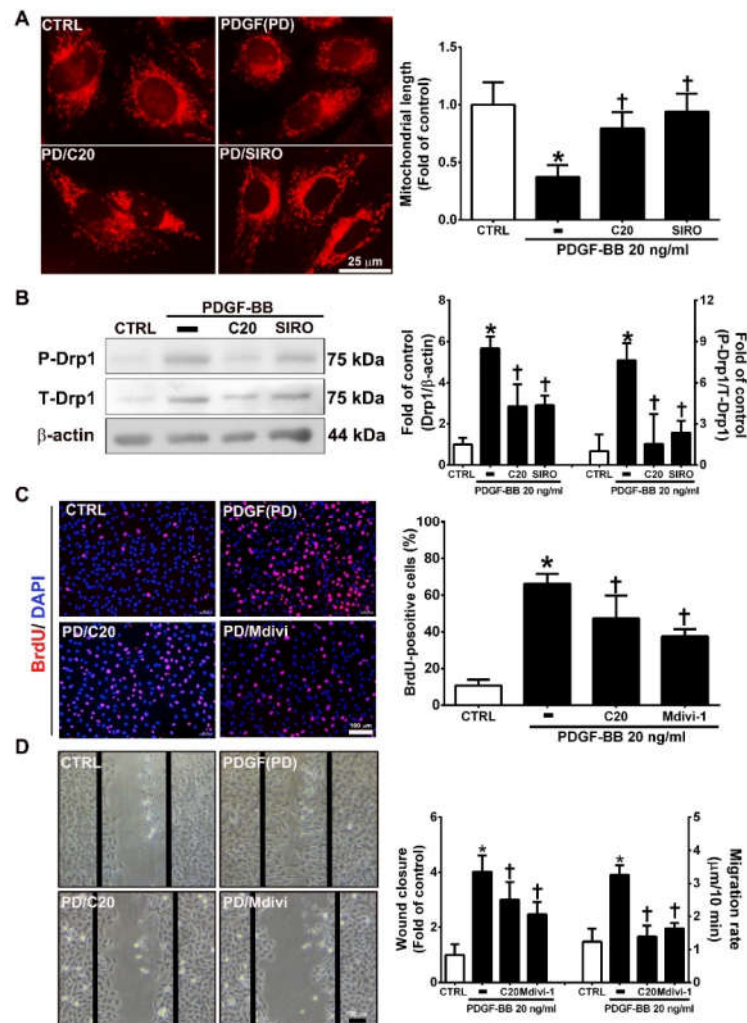 A
CTRL
PDGF(PD)
PD/C20
PD/SIRO
25 μm
Mitochondrial length
(Fold of control)
1.5
1.0
0.5
0.0
*
†
†
CTRL
-
C20
SIRO
PDGF-BB 20 ng/ml
B
PDGF-BB
CTRL
-
C20
SIRO
P-Drp1
75 kDa
T-Drp1
75 kDa
β-actin
44 kDa
Fold of control
(Drp1/β-actin)
8
6
4
2
0
*
†
†
*
†
†
12
9
6
3
0
Fold of control
(P-Drp1/T-Drp1)
CTRL
-
C20
SIRO
CTRL
-
C20
SIRO
PDGF-BB 20 ng/ml
PDGF-BB 20 ng/ml
C
BrdU/ DAPI
CTRL
PDGF(PD)
PD/C20
PD/Mdivi
100 μm
BrdU-possitive cells (%)
100
80
60
40
20
0
*
†
†
CTRL
-
C20
Mdivi-1
PDGF-BB 20 ng/ml
D
CTRL
PDGF(PD)
PD/C20
PD/Mdivi
Wound closure
(Fold of control)
6
4
2
0
*
†
†
*
†
†
5
4
3
2
1
0
Migration rate
(μm/10 min)
CTRL
-
C20Mdivi-1
CTRL
-
C20Mdivi-1
PDGF-BB 20 ng/ml
PDGF-BB 20 ng/ml